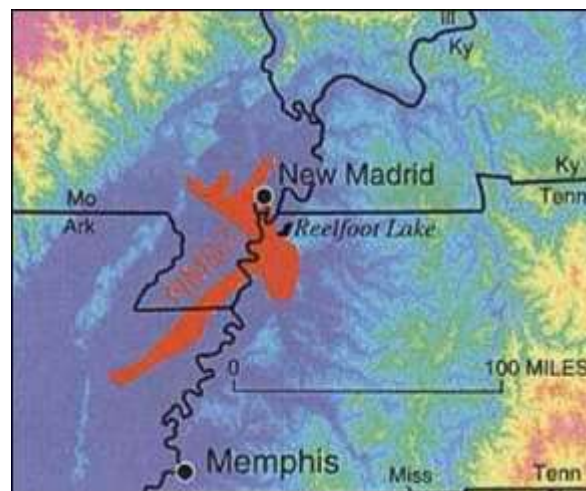 Ill
Ky
New Madrid
Ky
Tenn
Mo
Ark
Reelfoot Lake
0
100 MILES
Memphis
Miss
Tenn